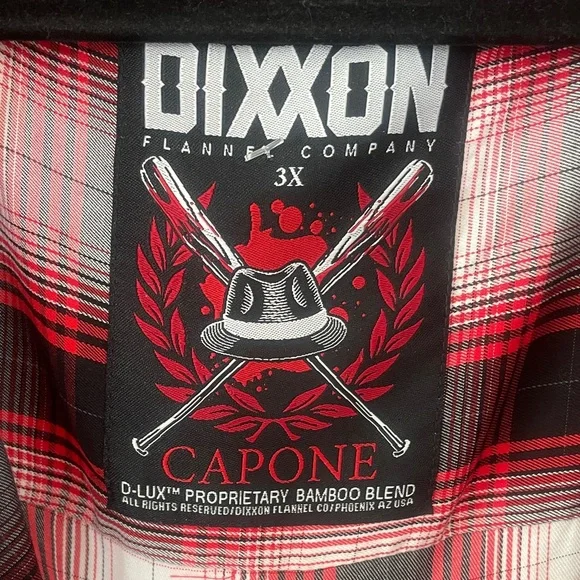 DIXXON
FLANNEL COMPANY
3X
CAPONE
D-LUX™ PROPRIETARY BAMBOO BLEND
ALL RIGHTS RESERVED/DIXXON FLANNEL CO/PHOENIX AZ USA